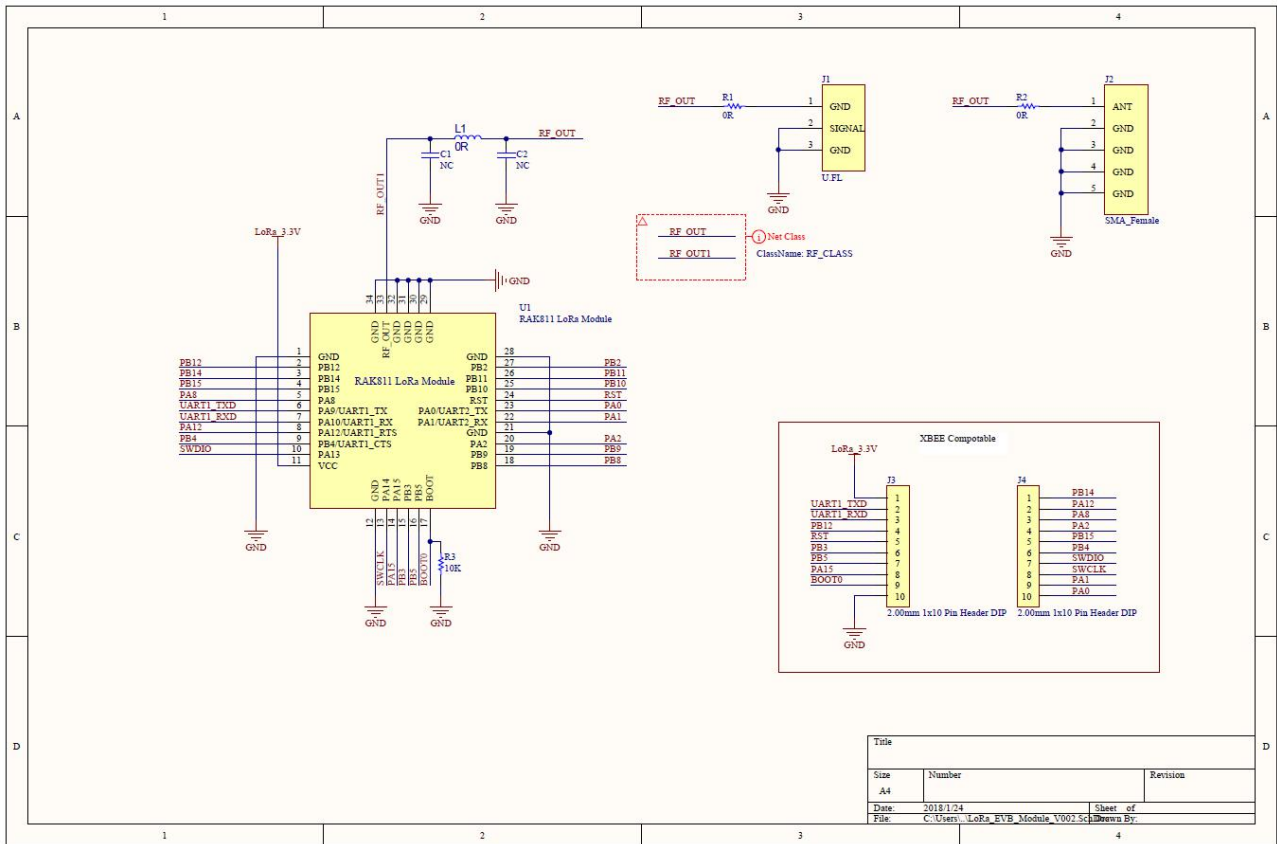 1 2 3 4
A
B
C
D
A
B
C
D
L1
0R
RF_OUT
C1
NC
C2
NC
RF_OUT1
GND
GND
LoRa_3.3V
GND
U1
RAK811 LoRa Module
34 33 32 31 30 29
GND RF_OUT GND GND GND GND
RAK811 LoRa Module
PB12 2 PB12
PB14 3 PB14
PB15 4 PB15
PA8 5 PA8
UART1_TXD 6 PA9/UART1_TX
UART1_RXD 7 PA10/UART1_RX
PA12 8 PA12/UART1_RTS
PB4 9 PB4/UART1_CTS
SWDIO 10 PA13
11 VCC
1 GND
GND 28
PB2 27 PB2
PB11 26 PB11
PB10 25 PB10
RST 24 RST
PA0/UART2_TX 23 PA0
PA1/UART2_RX 22 PA1
GND 21
PA2 20 PA2
PB9 19 PB9
PB8 18 PB8
GND PA14 PA15 PB3 PB5 BOOT
12 13 14 15 16 17
SWCLK PA15 PB3 PB5 BOOT0
R3
10K
GND
GND
GND
GND
RF_OUT
R1
0R
J1
1 GND
2 SIGNAL
3 GND
U.FL
GND
RF_OUT
R2
0R
J2
1 ANT
2 GND
3 GND
4 GND
5 GND
SMA_Female
GND
RF_OUT
RF_OUT1
i Net Class
ClassName: RF_CLASS
XBEE Compotable
LoRa_3.3V
J3
1
UART1_TXD 2
UART1_RXD 3
PB12 4
RST 5
PB3 6
PB5 7
PA15 8
BOOT0 9
10
2.00mm 1x10 Pin Header DIP
GND
J4
1 PB14
2 PA12
3 PA8
4 PA2
5 PB15
6 PB4
7 SWDIO
8 SWCLK
9 PA1
10 PA0
2.00mm 1x10 Pin Header DIP
Title
Size Number Revision
A4
Date: 2018/1/24 Sheet of
File: C:\Users\..\LoRa_EVB_Module_V002.Sch Drawn By:
1 2 3 4